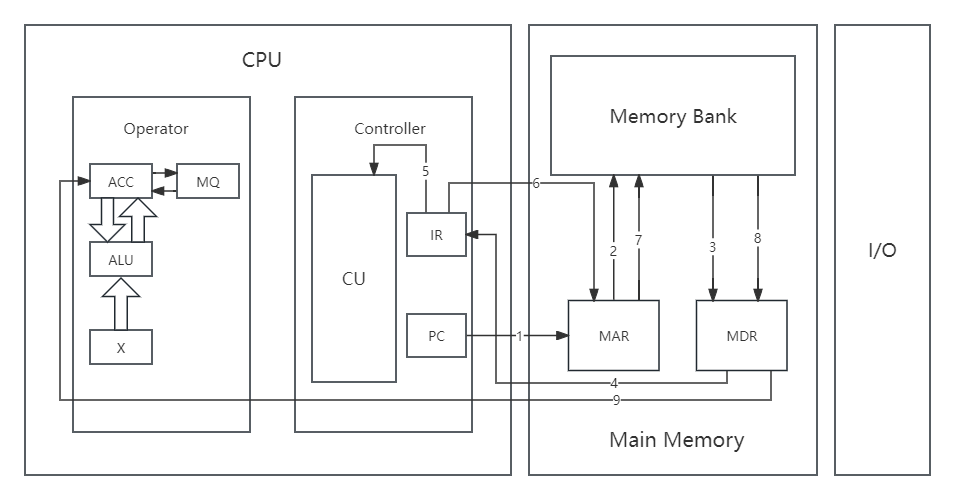 CPU
Operator
ACC
MQ
ALU
X
Controller
5
IR
CU
PC
6
1
Memory Bank
2
7
3
8
MAR
MDR
4
9
Main Memory
I/O